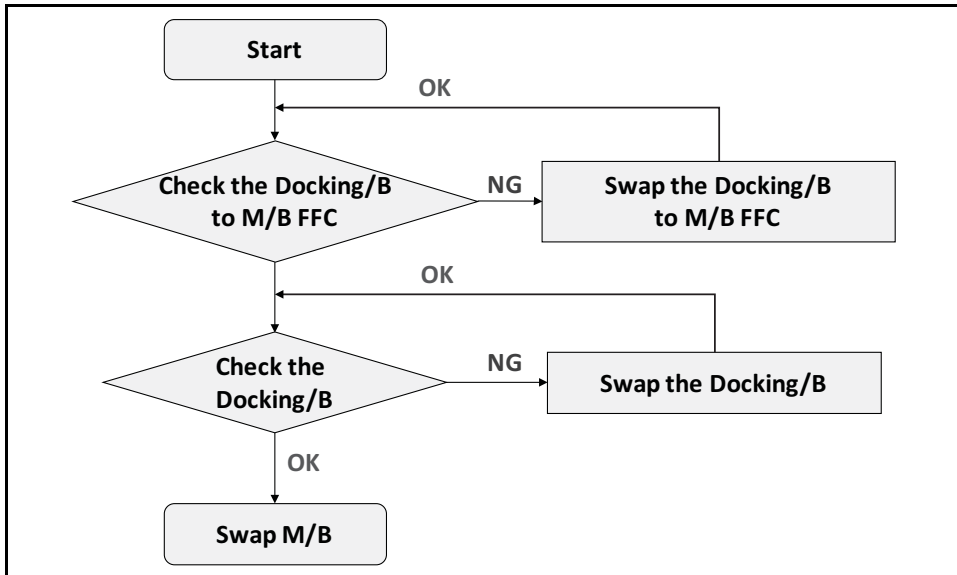 Start
OK
Check the Docking/B
to M/B FFC
NG
Swap the Docking/B
to M/B FFC
OK
Check the
Docking/B
NG
Swap the Docking/B
OK
Swap M/B